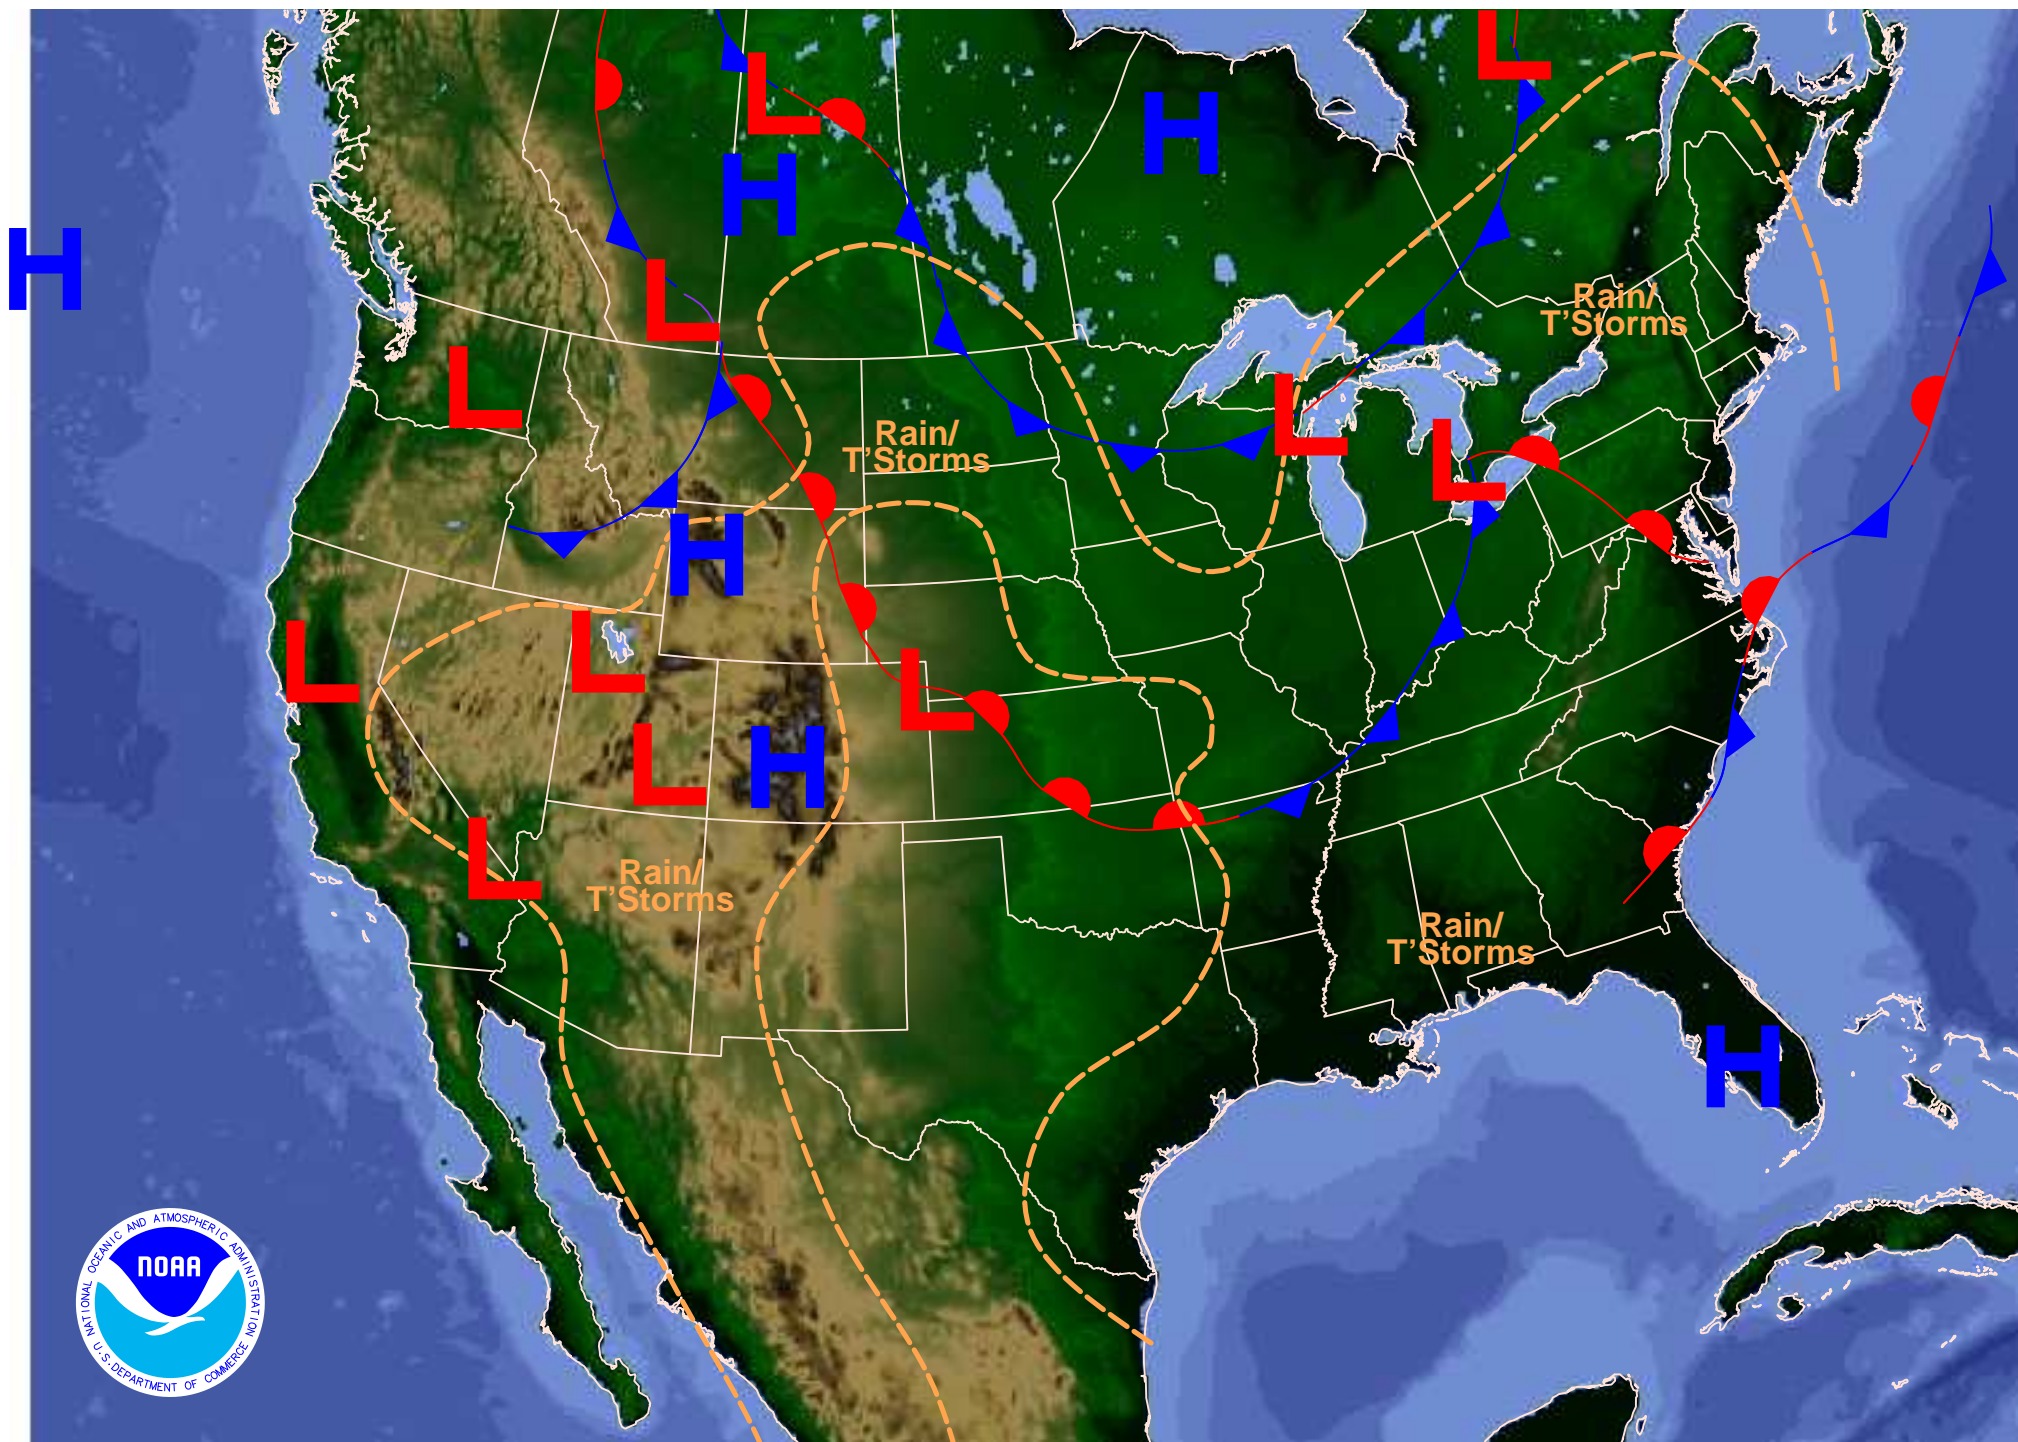 L
L
H
H
H
Rain/
T’Storms
L
L
L
Rain/
T’Storms
L
H
L
L
L
L
H
L
L
Rain/
T’Storms
Rain/
T’Storms
H
NATIONAL OCEANIC AND ATMOSPHERIC ADMINISTRATION
NOAA
U.S. DEPARTMENT OF COMMERCE